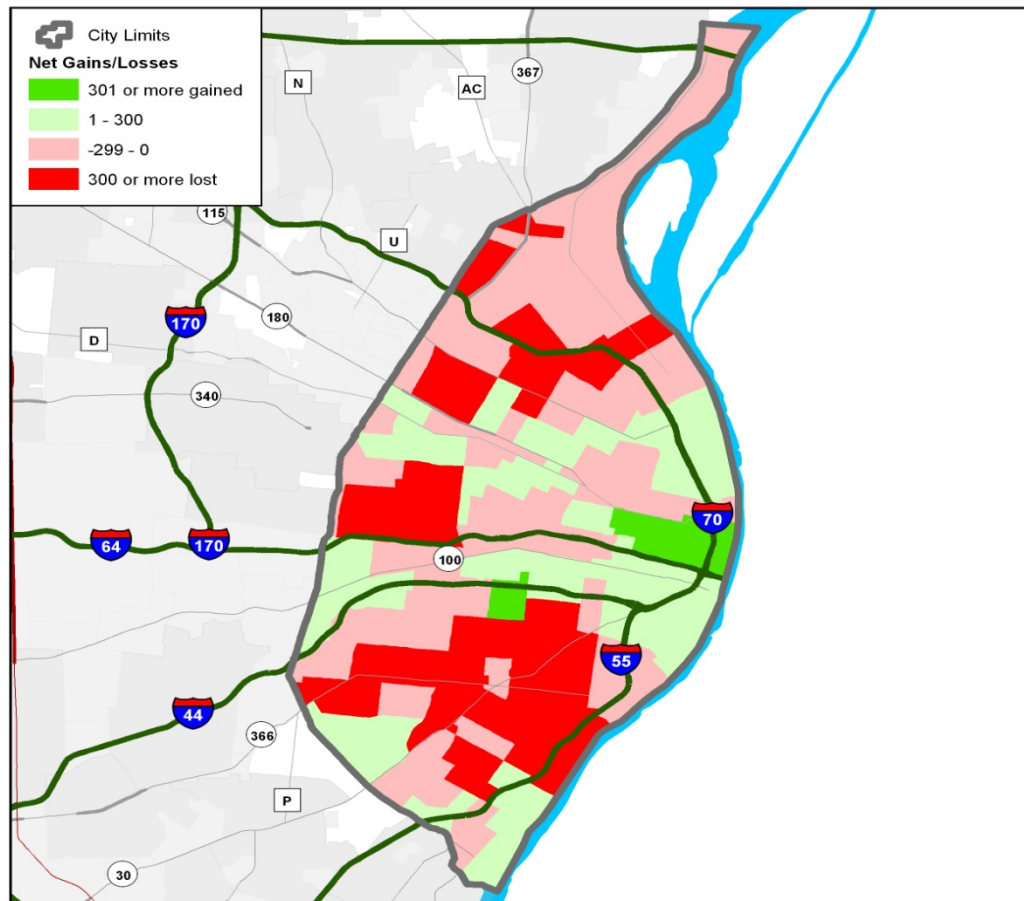 City Limits
Net Gains/Losses
301 or more gained
1 - 300
-299 - 0
300 or more lost
N
AC
367
115
U
170
180
D
340
70
64
170
100
55
44
366
P
30